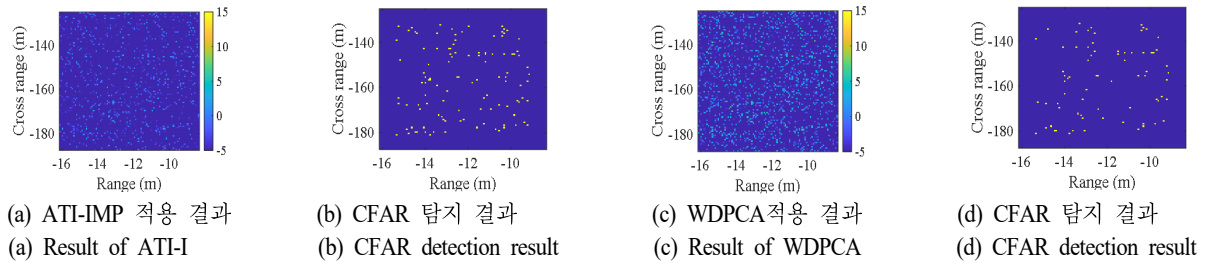 15
10
5
0
-5
-140
-160
-180
Cross range (m)
-16 -14 -12 -10
Range (m)
-140
-160
-180
Cross range (m)
-16 -14 -12 -10
Range (m)
15
10
5
0
-5
-140
-160
-180
Cross range (m)
-16 -14 -12 -10
Range (m)
-140
-160
-180
Cross range (m)
-16 -14 -12 -10
Range (m)
(a) ATI-IMP 적용 결과
(a) Result of ATI-I
(b) CFAR 탐지 결과
(b) CFAR detection result
(c) WDPCA적용 결과
(c) Result of WDPCA
(d) CFAR 탐지 결과
(d) CFAR detection result